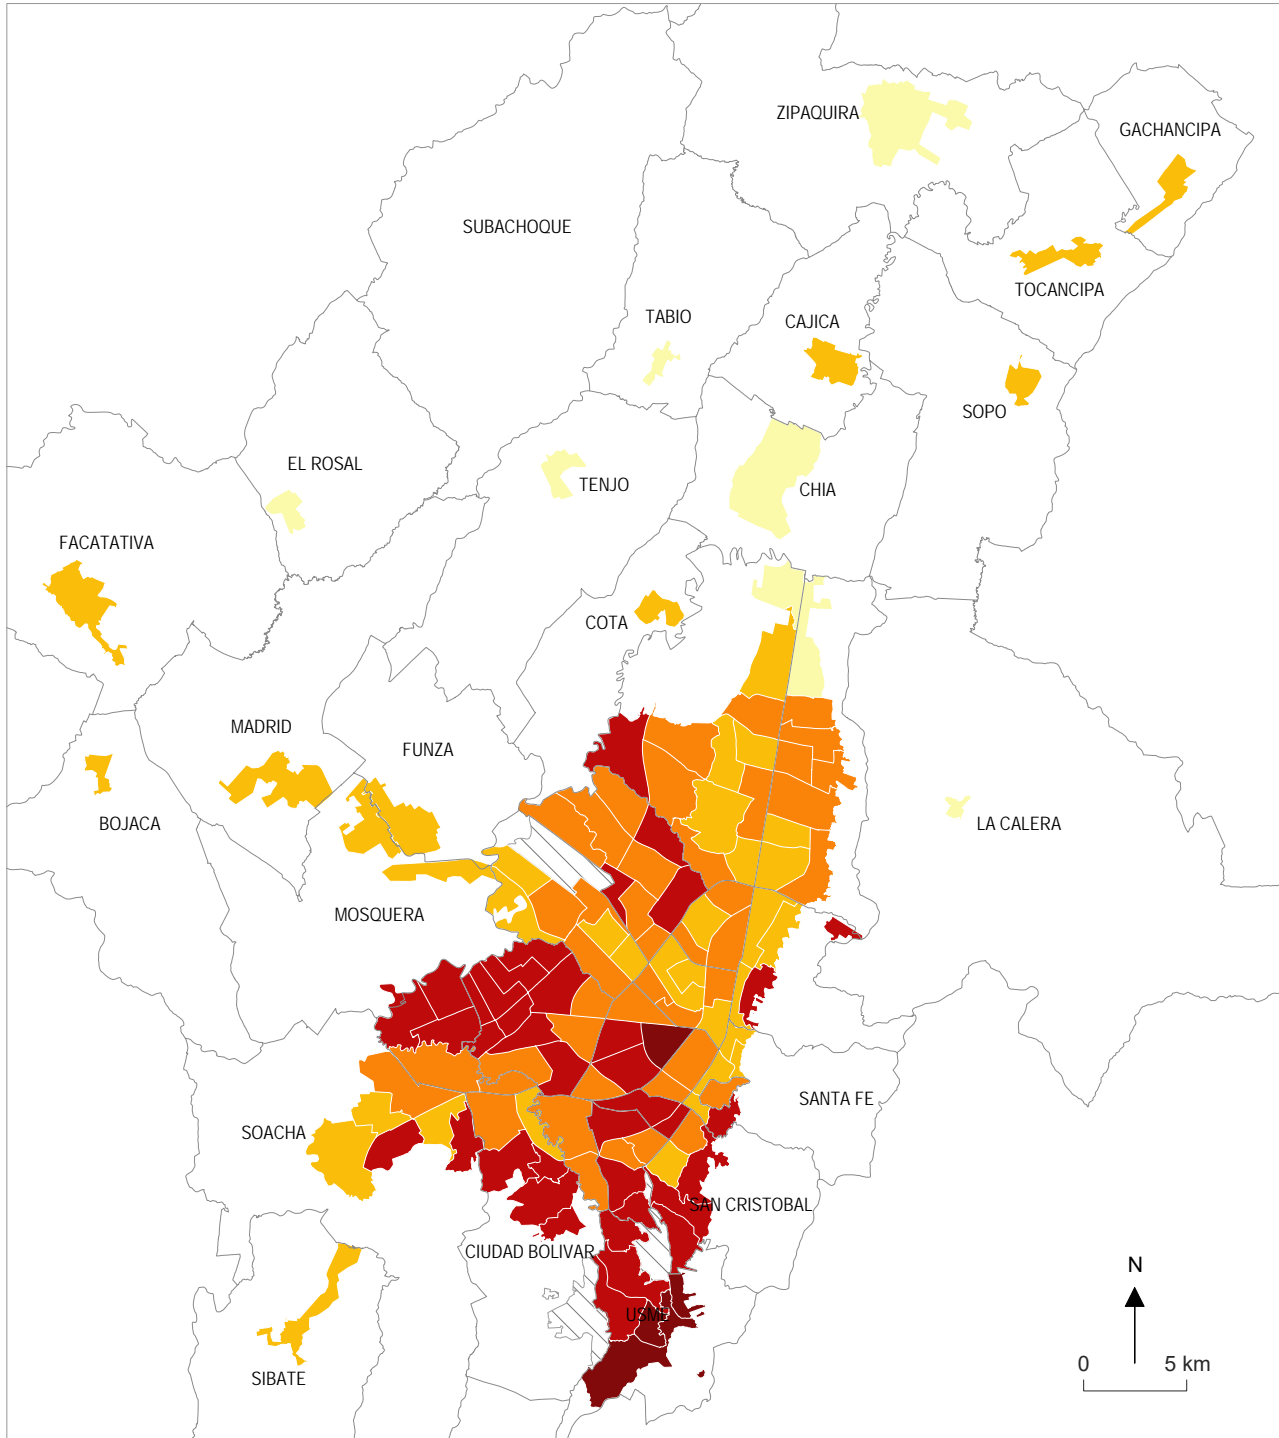 ZIPAQUIRA
GACHANCIPA
SUBACHOQUE
TOCANCIPA
TABIO
CAJICA
SOPO
EL ROSAL
TENJO
CHIA
FACATATIVA
COTA
MADRID
FUNZA
BOJACA
LA CALERA
MOSQUERA
SANTA FE
SOACHA
SAN CRISTOBAL
CIUDAD BOLIVAR
N
USME
0 5 km
SIBATE